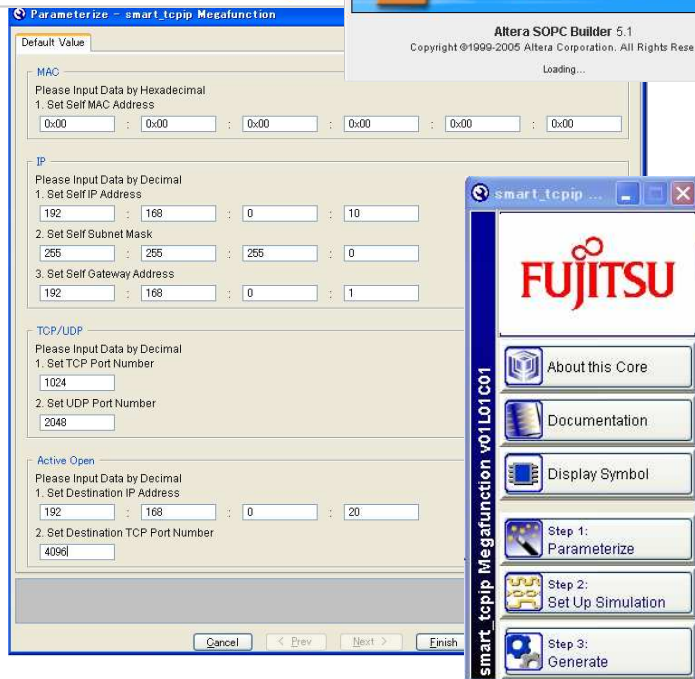 Parameterize - smart_tcpip Megafunction
Default Value
MAC
Please Input Data by Hexadecimal
1. Set Self MAC Address
0x00 : 0x00 : 0x00 : 0x00 : 0x00 : 0x00
IP
Please Input Data by Decimal
1. Set Self IP Address
192 : 168 : 0 : 10
2. Set Self Subnet Mask
255 : 255 : 255 : 0
3. Set Self Gateway Address
192 : 168 : 0 : 1
TCP/UDP
Please Input Data by Decimal
1. Set TCP Port Number
1024
2. Set UDP Port Number
2048
Active Open
Please Input Data by Decimal
1. Set Destination IP Address
192 : 168 : 0 : 20
2. Set Destination TCP Port Number
4096
Cancel < Prev Next > Finish
Altera SOPC Builder 5.1
Copyright ©1999-2005 Altera Corporation. All Rights Rese
Loading...
smart_tcpip ...
FUJITSU
smart_tcpip Megafunction v01L01C01
About this Core
Documentation
Display Symbol
Step 1:
Parameterize
Step 2:
Set Up Simulation
Step 3:
Generate